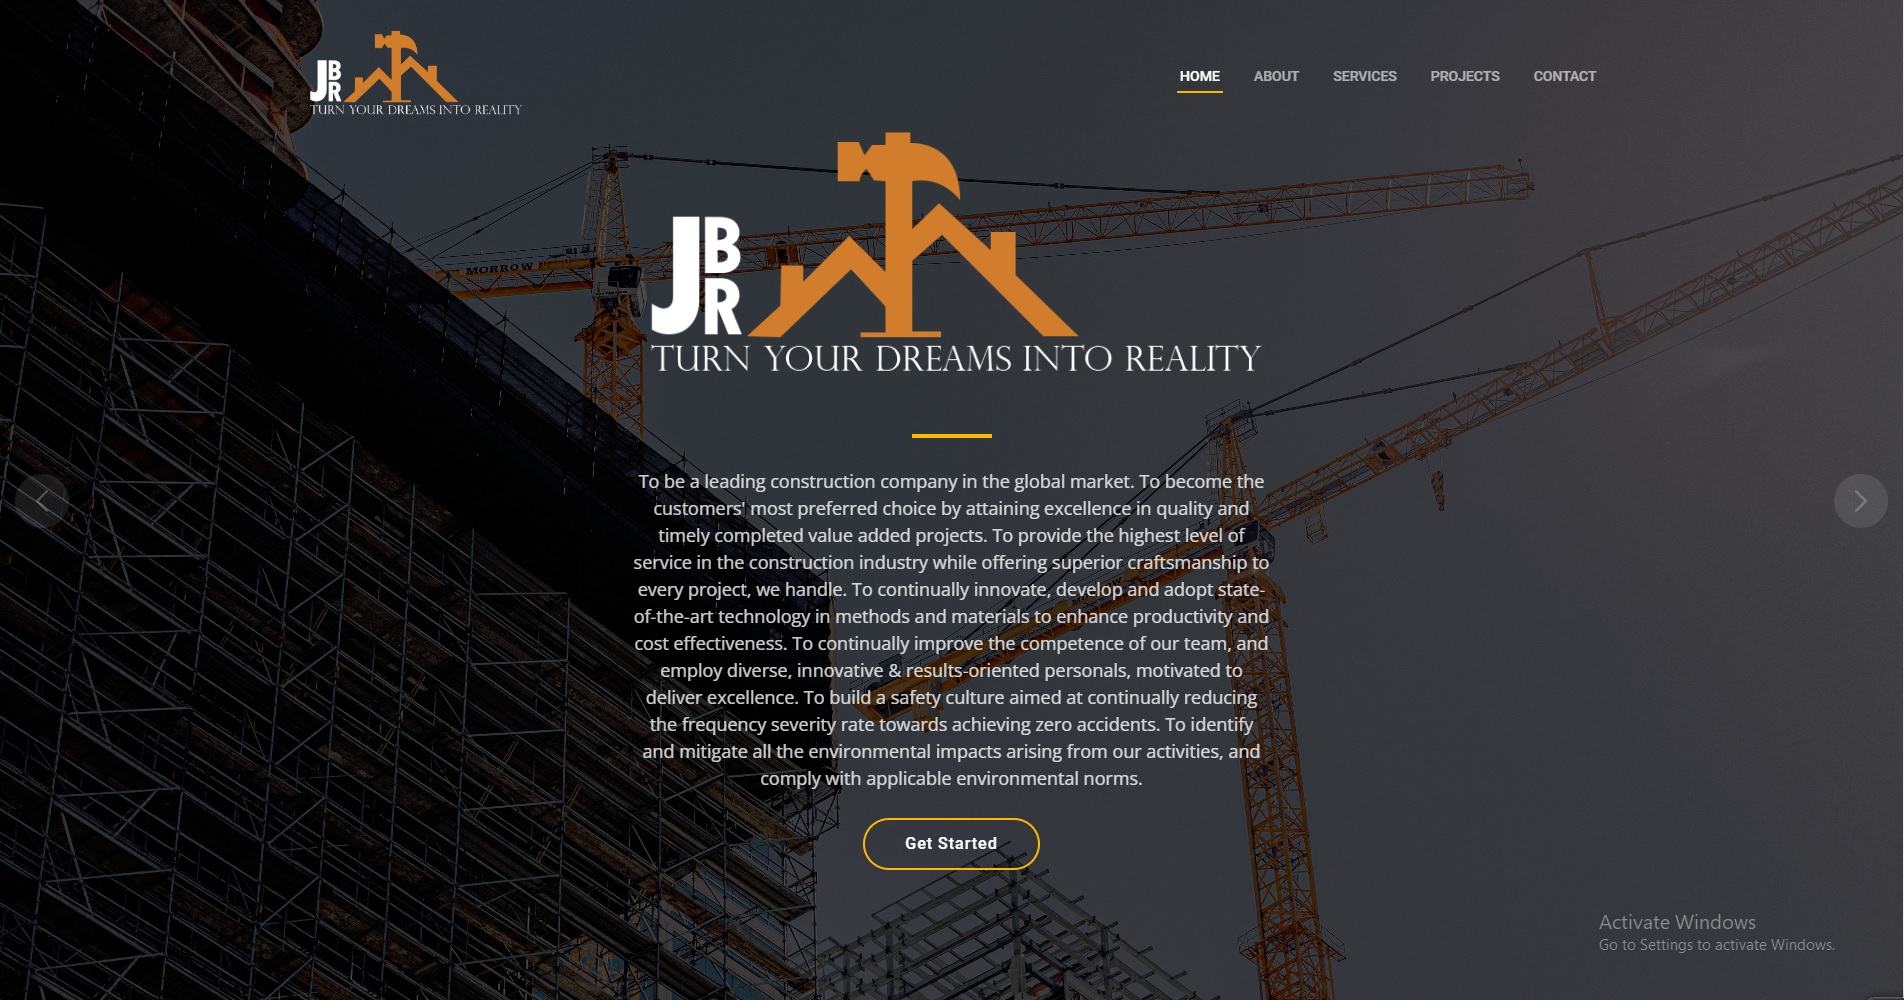 JBR
TURN YOUR DREAMS INTO REALITY
HOME
ABOUT
SERVICES
PROJECTS
CONTACT
MORROW
JBR
TURN YOUR DREAMS INTO REALITY
To be a leading construction company in the global market. To become the
customers' most preferred choice by attaining excellence in quality and
timely completed value added projects. To provide the highest level of
service in the construction industry while offering superior craftsmanship to
every project, we handle. To continually innovate, develop and adopt state-
of-the-art technology in methods and materials to enhance productivity and
cost effectiveness. To continually improve the competence of our team, and
employ diverse, innovative & results-oriented personals, motivated to
deliver excellence. To build a safety culture aimed at continually reducing
the frequency severity rate towards achieving zero accidents. To identify
and mitigate all the environmental impacts arising from our activities, and
comply with applicable environmental norms.
Get Started
Activate Windows
Go to Settings to activate Windows.